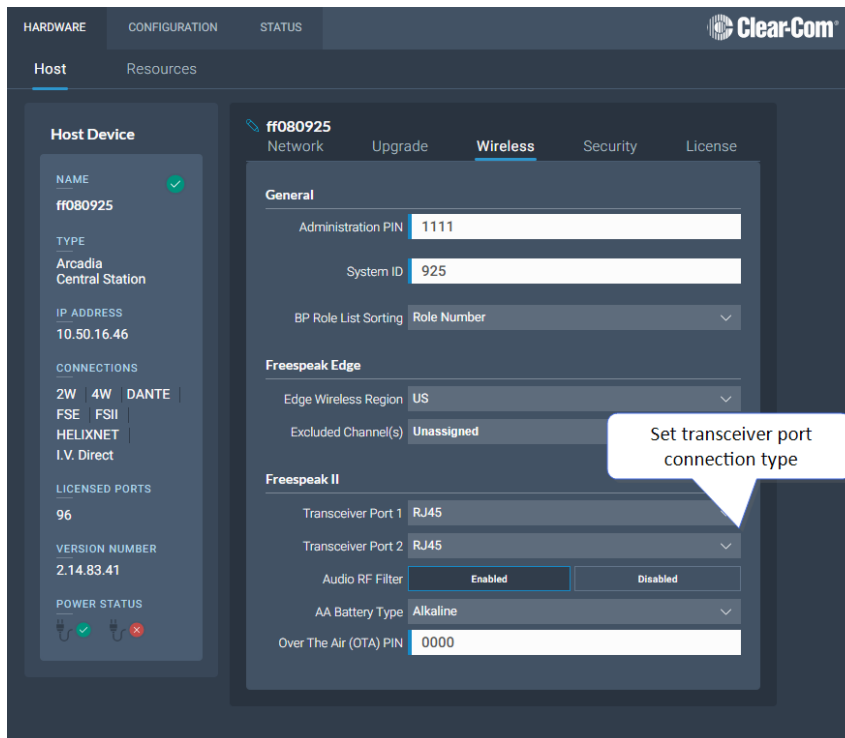 HARDWARE CONFIGURATION STATUS Clear-Com®
Host Resources
Host Device
NAME
ff080925
TYPE
Arcadia
Central Station
IP ADDRESS
10.50.16.46
CONNECTIONS
2W 4W DANTE
FSE FSII
HELIXNET
I.V. Direct
LICENSED PORTS
96
VERSION NUMBER
2.14.83.41
POWER STATUS
ff080925
Network Upgrade Wireless Security License
General
Administration PIN 1111
System ID 925
BP Role List Sorting Role Number
Freespeak Edge
Edge Wireless Region US
Excluded Channel(s) Unassigned
Set transceiver port
connection type
Freespeak II
Transceiver Port 1 RJ45
Transceiver Port 2 RJ45
Audio RF Filter Enabled Disabled
AA Battery Type Alkaline
Over The Air (OTA) PIN 0000